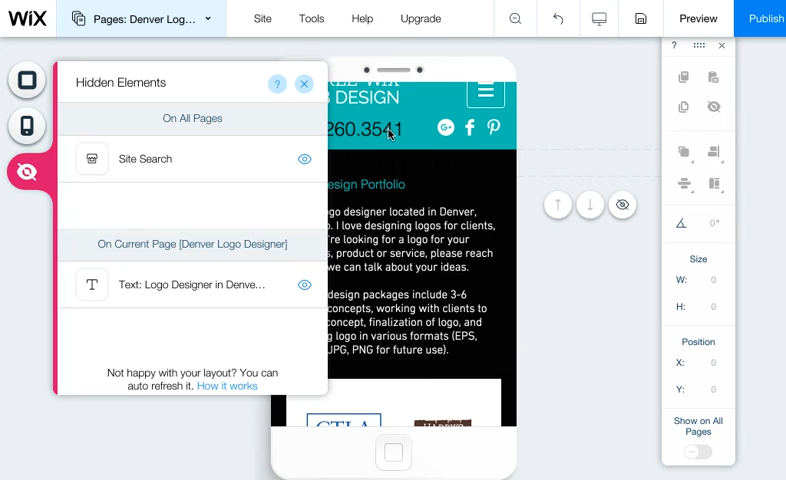 WiX
Pages: Denver Log...
Site
Tools
Help
Upgrade
Preview
Publish
Hidden Elements
?
On All Pages
Site Search
On Current Page [Denver Logo Designer]
Text: Logo Designer in Denve...
Not happy with your layout? You can
auto refresh it. How it works
WIX
DESIGN
260.3541
G+
esign Portfolio
go designer located in Denver,
. I love designing logos for clients,
're looking for a logo for your
s, product or service, please reach
we can talk about your ideas.
design packages include 3-6
concepts, working with clients to
concept, finalization of logo, and
g logo in various formats (EPS,
JPG, PNG for future use).
?
0°
Size
W: 0
H: 0
Position
X: 0
Y: 0
Show on All
Pages